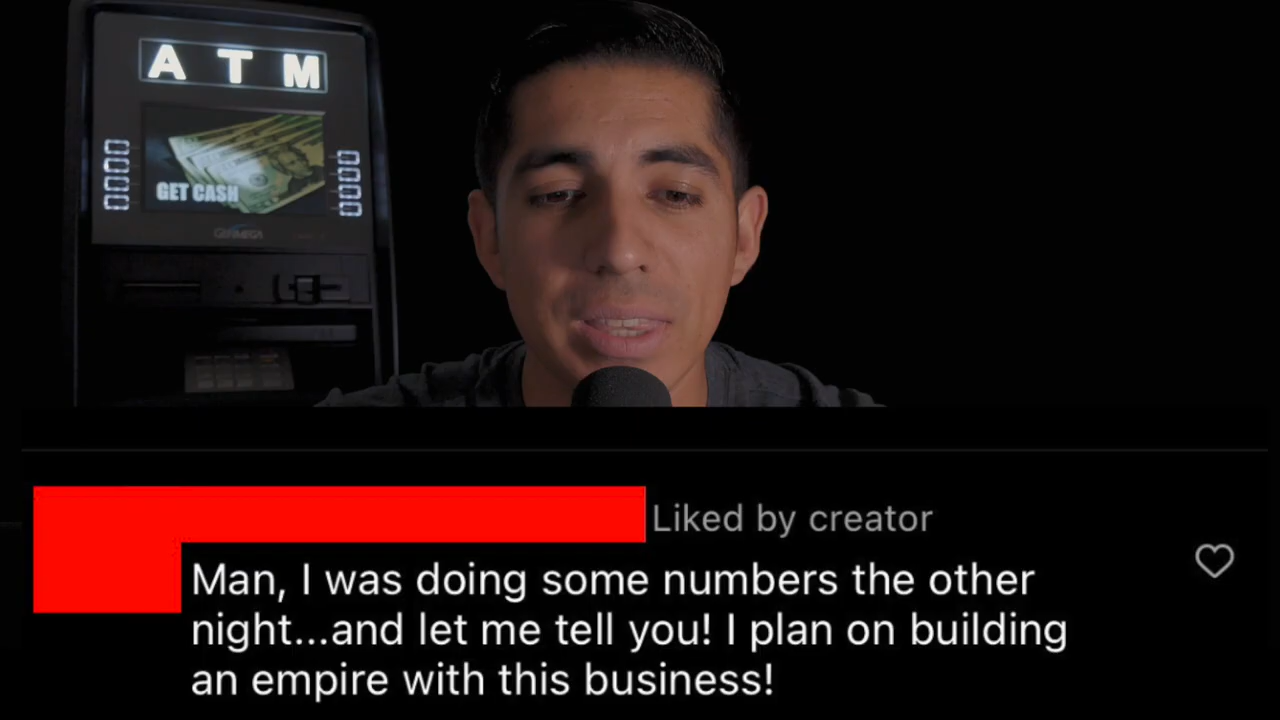 ATM
GET CASH
GENMEGA
Liked by creator
Man, I was doing some numbers the other
night...and let me tell you! I plan on building
an empire with this business!